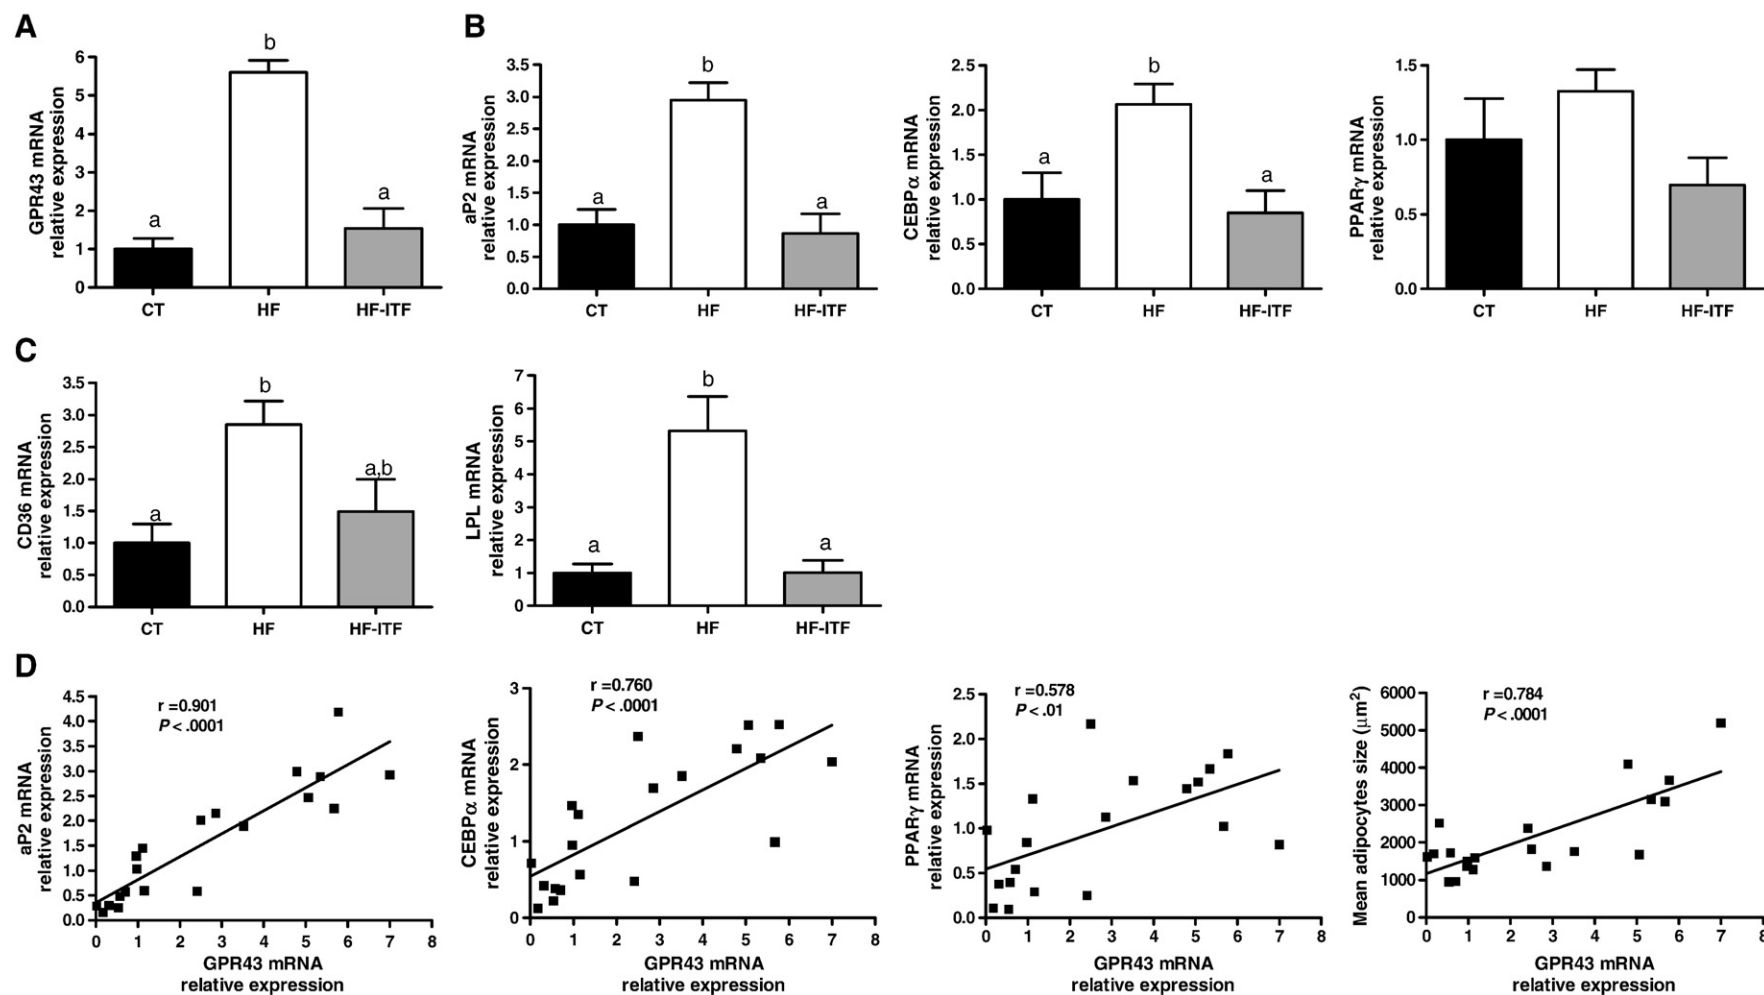 A
GPR43 mRNA
relative expression
6
5
4
3
2
1
0
a
b
a
CT
HF
HF-ITF
B
aP2 mRNA
relative expression
3.5
3.0
2.5
2.0
1.5
1.0
0.5
0.0
a
b
a
CT
HF
HF-ITF
CEBPα mRNA
relative expression
2.5
2.0
1.5
1.0
0.5
0.0
a
b
a
CT
HF
HF-ITF
PPARγ mRNA
relative expression
1.5
1.0
0.5
0.0
CT
HF
HF-ITF
C
CD36 mRNA
relative expression
3.5
3.0
2.5
2.0
1.5
1.0
0.5
0.0
a
b
a,b
CT
HF
HF-ITF
LPL mRNA
relative expression
7
6
5
4
3
2
1
0
a
b
a
CT
HF
HF-ITF
D
aP2 mRNA
relative expression
4.5
4.0
3.5
3.0
2.5
2.0
1.5
1.0
0.5
0.0
r =0.901
P < .0001
0 1 2 3 4 5 6 7 8
GPR43 mRNA
relative expression
CEBPα mRNA
relative expression
3
2
1
0
r =0.760
P < .0001
0 1 2 3 4 5 6 7 8
GPR43 mRNA
relative expression
PPARγ mRNA
relative expression
2.5
2.0
1.5
1.0
0.5
0.0
r =0.578
P < .01
0 1 2 3 4 5 6 7 8
GPR43 mRNA
relative expression
Mean adipocytes size (μm²)
6000
5000
4000
3000
2000
1000
0
r =0.784
P < .0001
0 1 2 3 4 5 6 7 8
GPR43 mRNA
relative expression